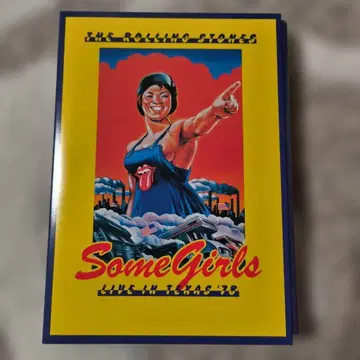 THE ROLLING STONES
Some Girls
LIVE IN TEXAS '78